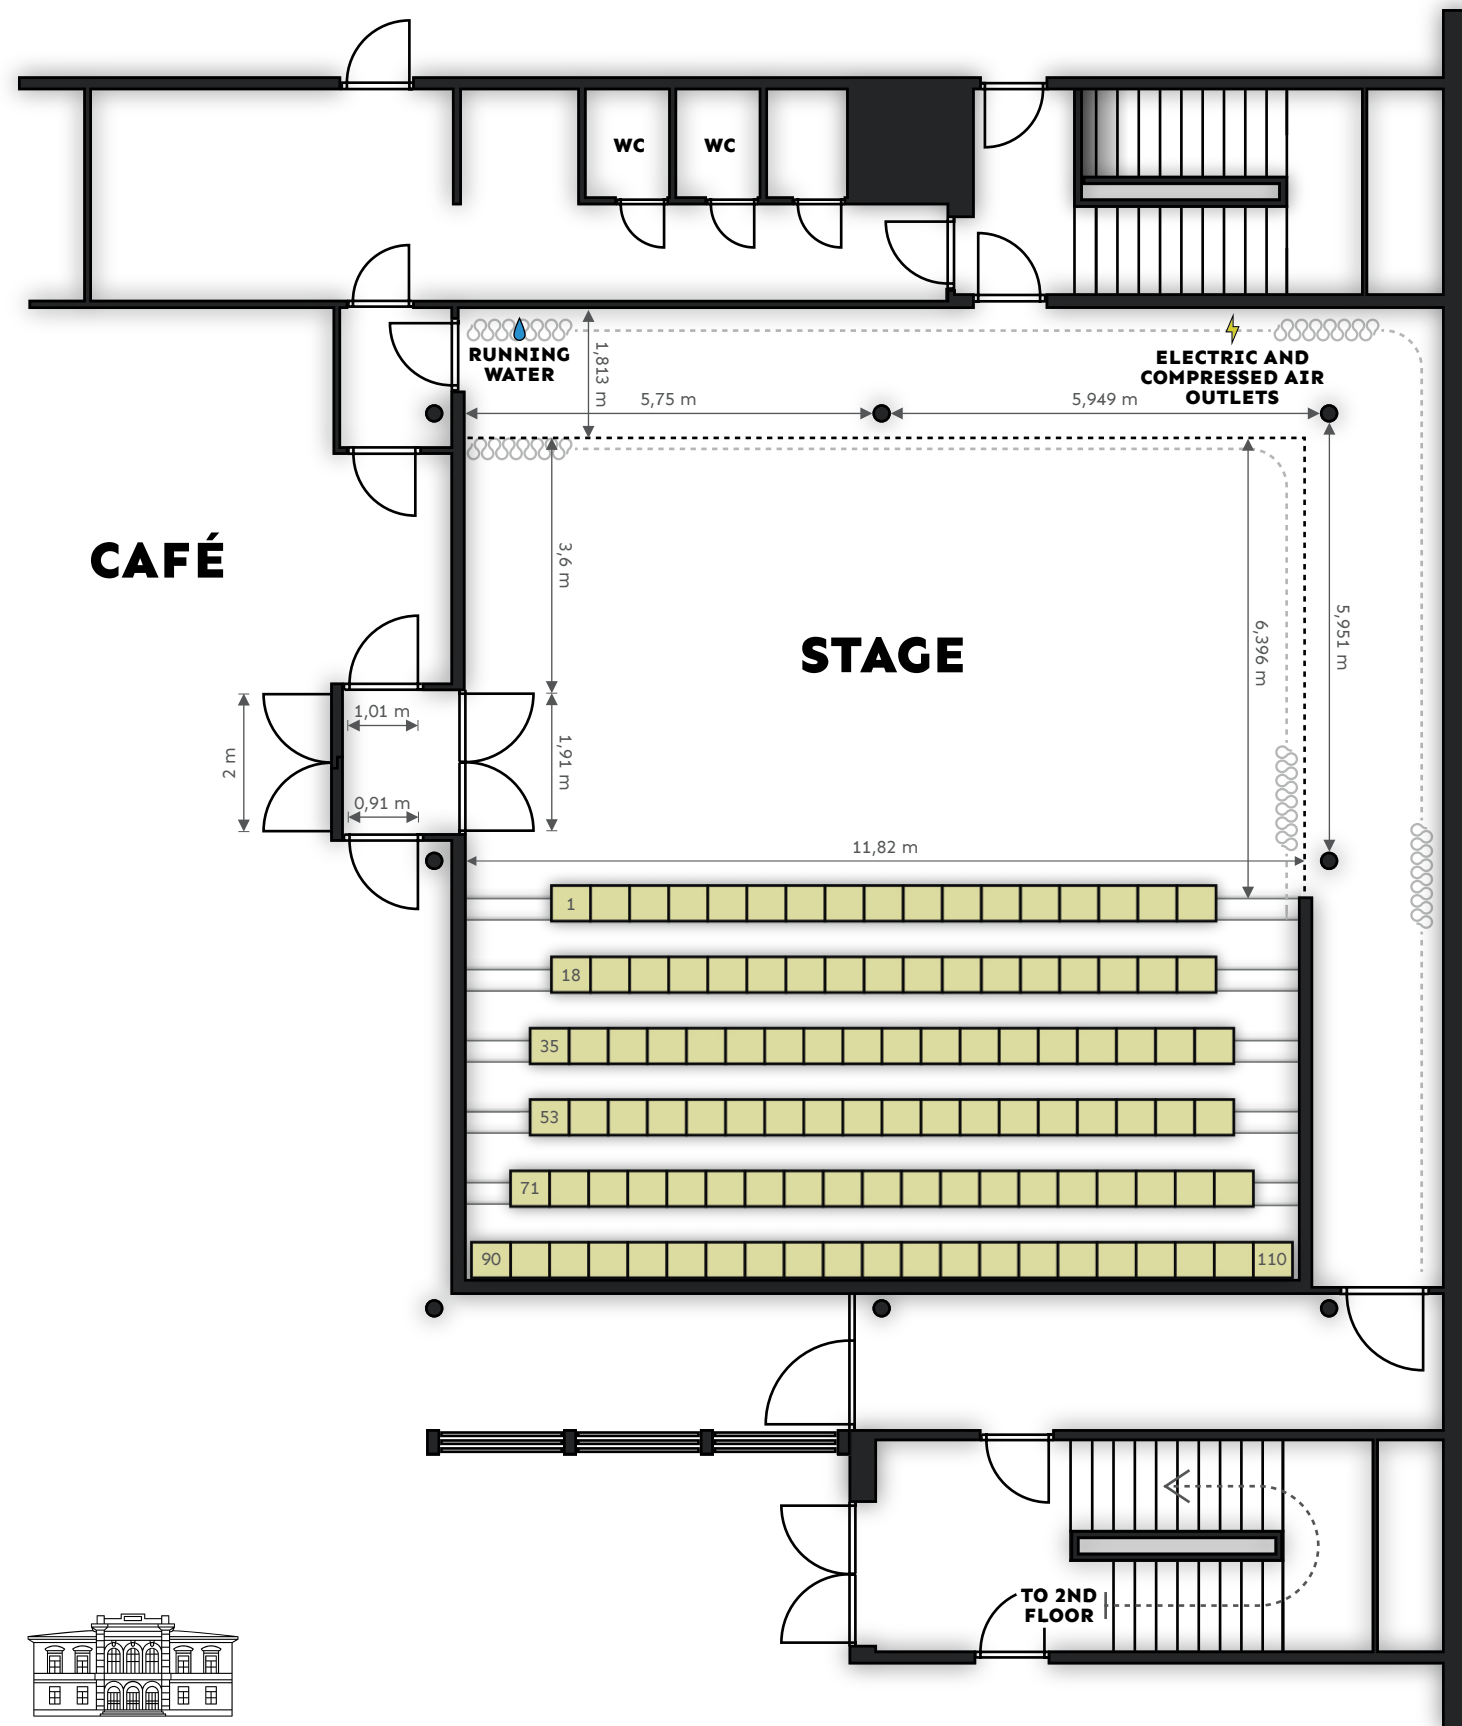 WC
WC
RUNNING
WATER
1,813 m
5,75 m
5,949 m
ELECTRIC AND
COMPRESSED AIR
OUTLETS
CAFÉ
3,6 m
STAGE
6,396 m
5,951 m
1,01 m
2 m
1,91 m
0,91 m
11,82 m
1
18
35
53
71
90
110
TO 2ND
FLOOR